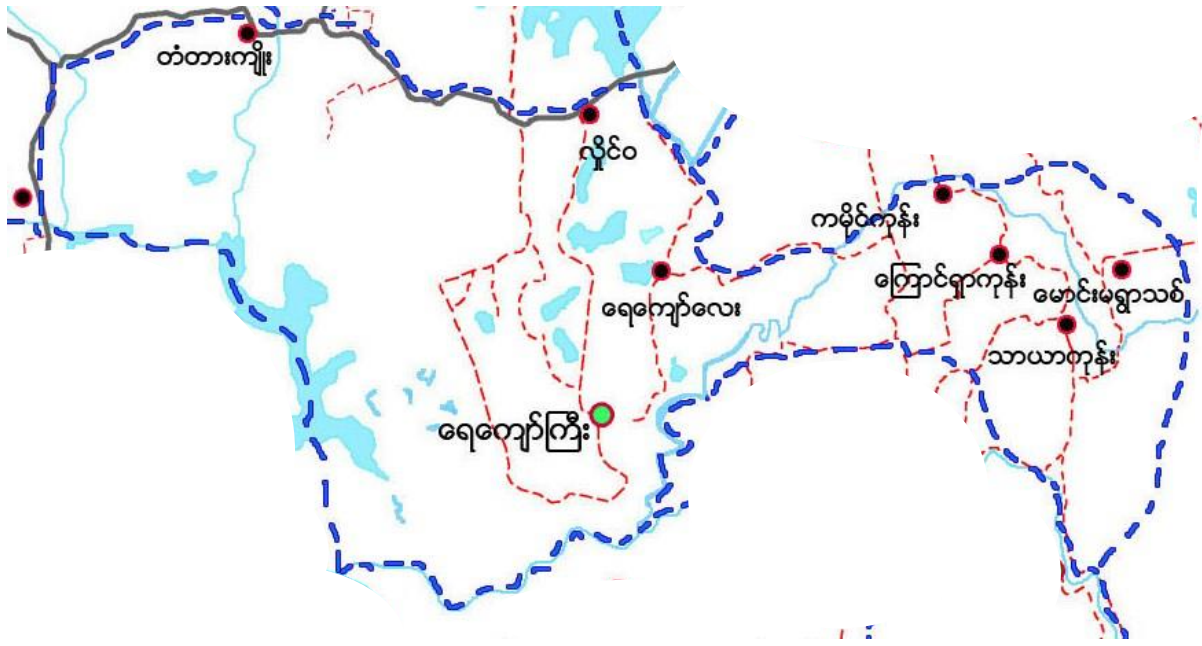 တံတားကျိုး
လှိုင်ဝ
ကမိုင်ကုန်း
ကြောင်ရှာကုန်း
မောင်းမရွာသစ်
ရေကျော်လေး
သာယာကုန်း
ရေကျော်ကြီး